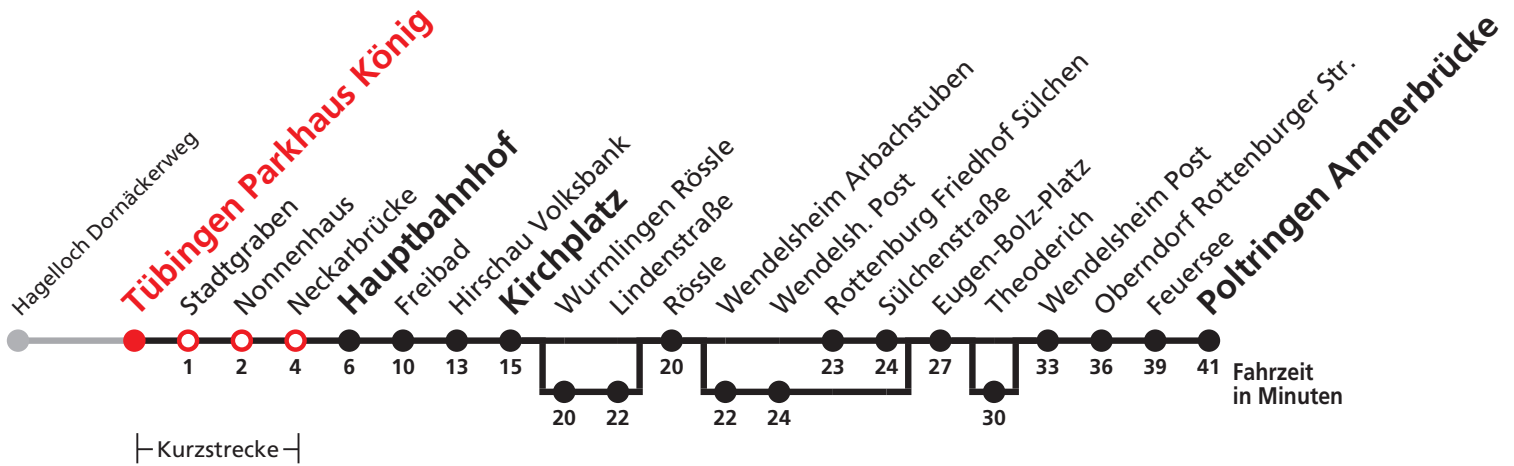 Hagelloch Dornäckerweg
Tübingen Parkhaus König
Stadtgraben
Nonnenhaus
Neckarbrücke
Hauptbahnhof
Freibad
Hirschau Volksbank
Kirchplatz
Wurmlingen Rössle
Lindenstraße
Rössle
Wendelsheim Arbachstuben
Wendelsh. Post
Rottenburg Friedhof Sülchen
Sülchenstraße
Eugen-Bolz-Platz
Theoderich
Wendelsheim Post
Oberndorf Rottenburger Str.
Feuersee
Poltringen Ammerbrücke
1 2 4 6 10 13 15 20 23 24 27 33 36 39 41
Fahrzeit
in Minuten
20 22 22 24 30
Kurzstrecke